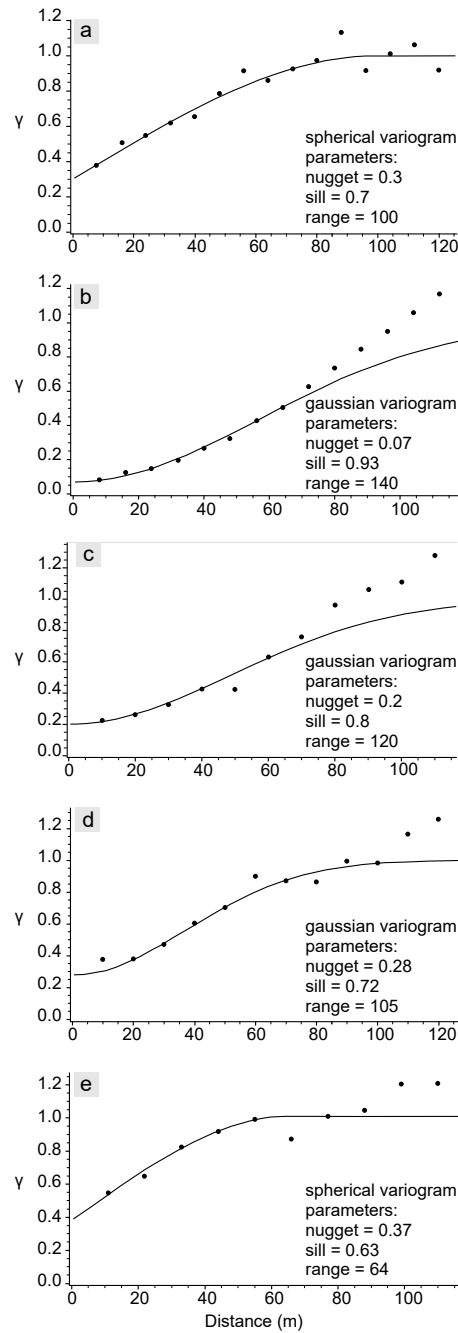 a
1.2
1.0
0.8
γ
0.6
0.4
0.2
0.0
spherical variogram
parameters:
nugget = 0.3
sill = 0.7
range = 100
0 20 40 60 80 100 120
b
1.2
1.0
0.8
γ
0.6
0.4
0.2
0.0
gaussian variogram
parameters:
nugget = 0.07
sill = 0.93
range = 140
0 20 40 60 80 100
c
1.2
1.0
0.8
γ
0.6
0.4
0.2
0.0
gaussian variogram
parameters:
nugget = 0.2
sill = 0.8
range = 120
0 20 40 60 80 100
d
1.2
1.0
0.8
γ
0.6
0.4
0.2
0.0
gaussian variogram
parameters:
nugget = 0.28
sill = 0.72
range = 105
0 20 40 60 80 100 120
e
1.2
1.0
0.8
γ
0.6
0.4
0.2
0.0
spherical variogram
parameters:
nugget = 0.37
sill = 0.63
range = 64
0 20 40 60 80 100
Distance (m)